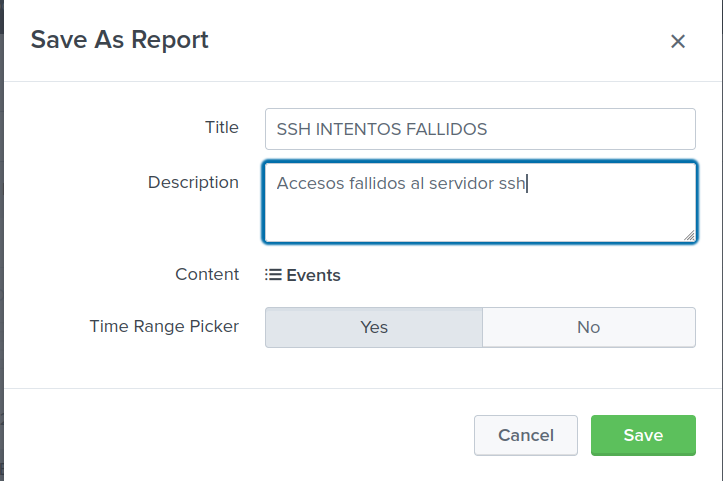 Save As Report
Title
SSH INTENTOS FALLIDOS
Description
Accesos fallidos al servidor ssh
Content
Events
Time Range Picker
Yes
No
Cancel
Save